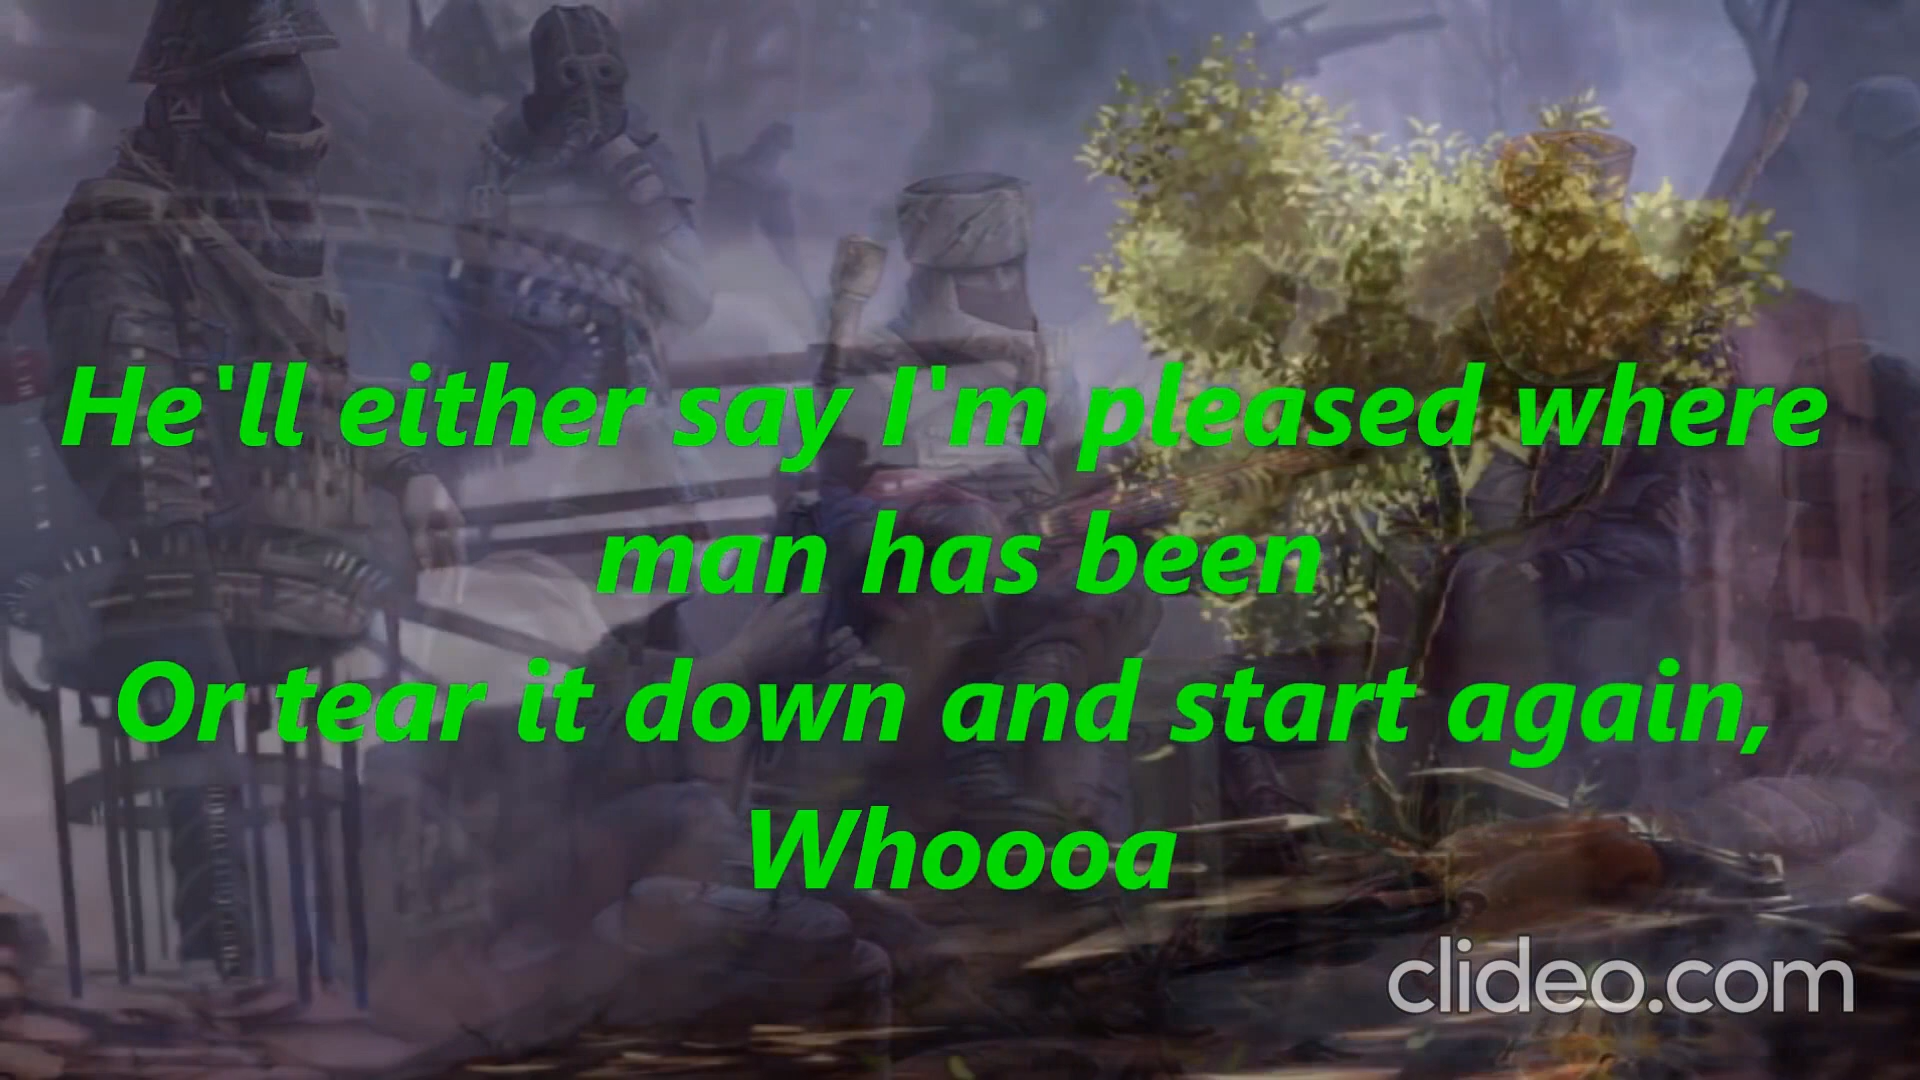 He'll either say I'm pleased where
man has been
Or tear it down and start again,
Whoooa
clideo.com